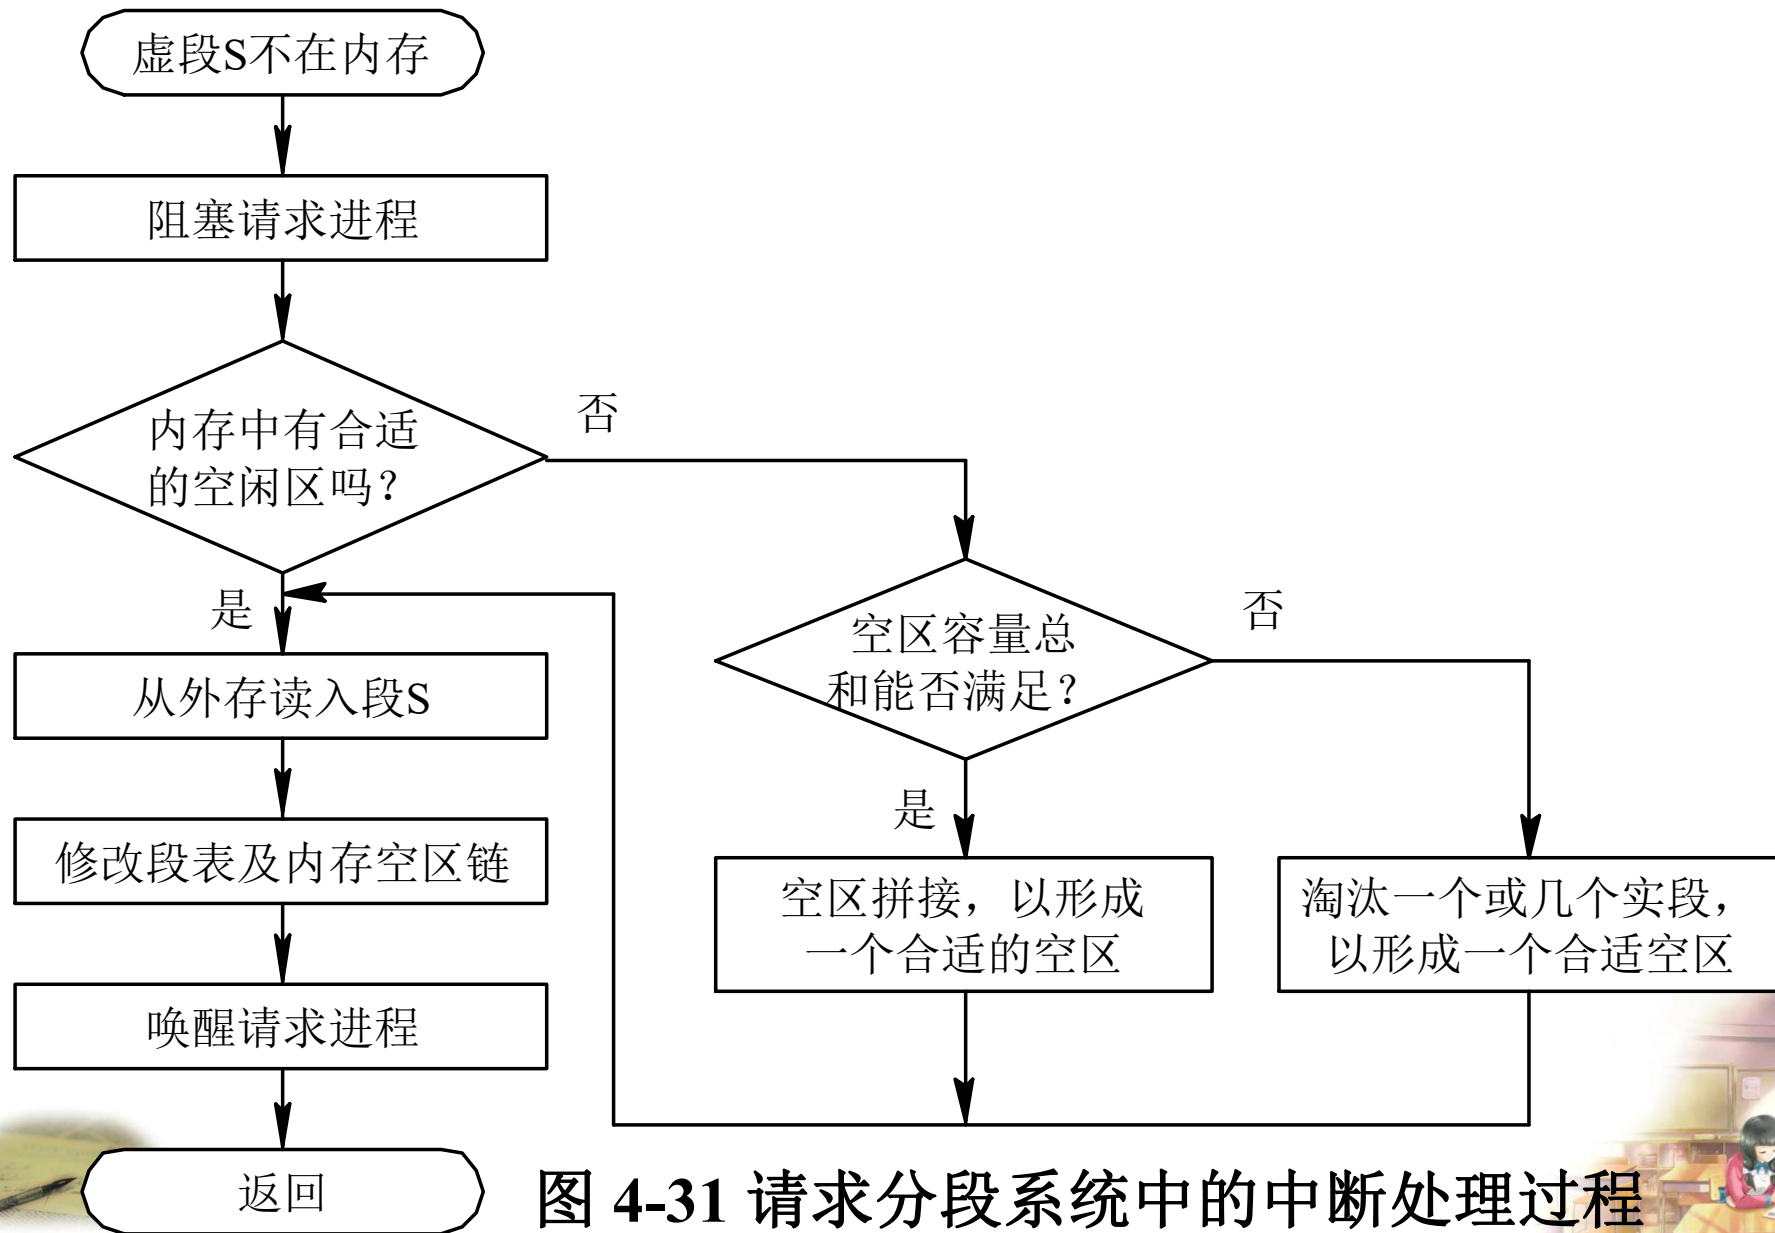 虚段S不在内存
阻塞请求进程
内存中有合适
的空闲区吗？
否
是
从外存读入段S
修改段表及内存空区链
唤醒请求进程
返回
空区容量总
和能否满足？
否
是
空区拼接，以形成
一个合适的空区
淘汰一个或几个实段，
以形成一个合适空区
图 4-31 请求分段系统中的中断处理过程